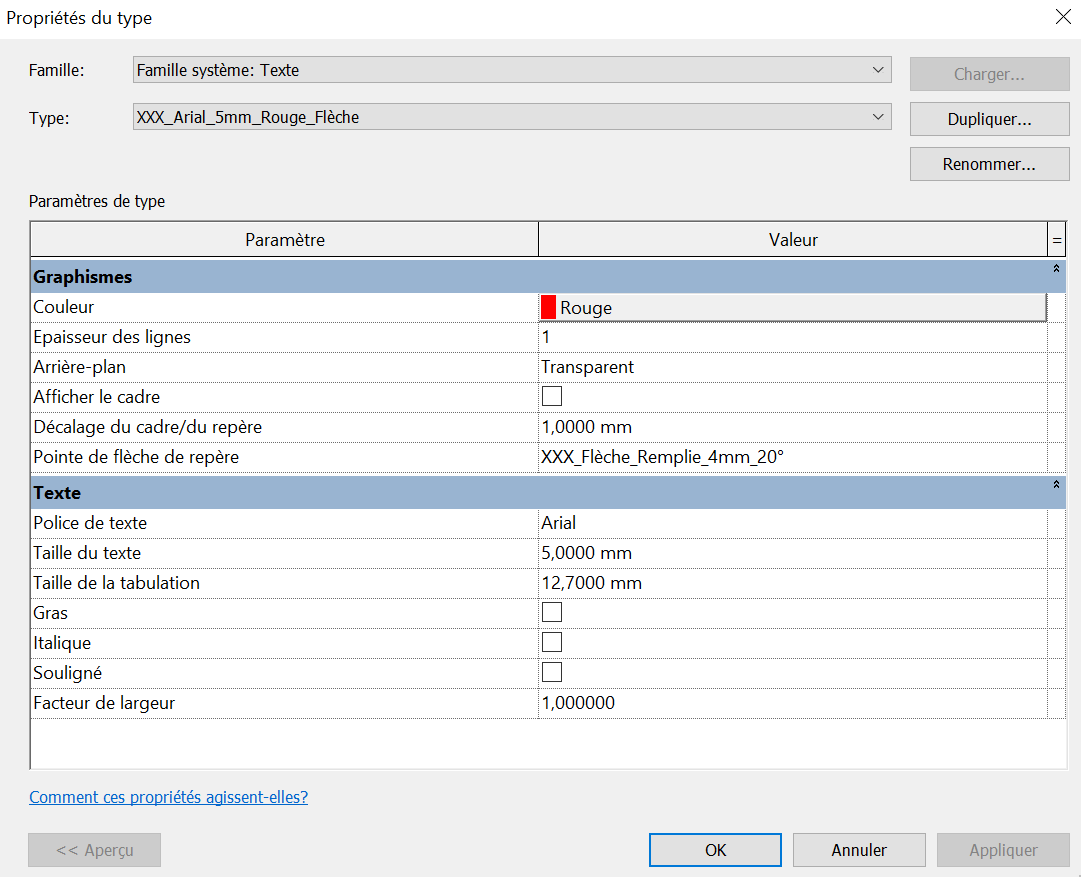 Propriétés du type
Famille: Famille système: Texte Charger...
Type: XXX_Arial_5mm_Rouge_Flèche Dupliquer...
Renommer...
Paramètres de type
Paramètre Valeur =
Graphismes
Couleur Rouge
Epaisseur des lignes 1
Arrière-plan Transparent
Afficher le cadre
Décalage du cadre/du repère 1,0000 mm
Pointe de flèche de repère XXX_Flèche_Remplie_4mm_20°
Texte
Police de texte Arial
Taille du texte 5,0000 mm
Taille de la tabulation 12,7000 mm
Gras
Italique
Souligné
Facteur de largeur 1,000000
Comment ces propriétés agissent-elles?
<< Aperçu OK Annuler Appliquer